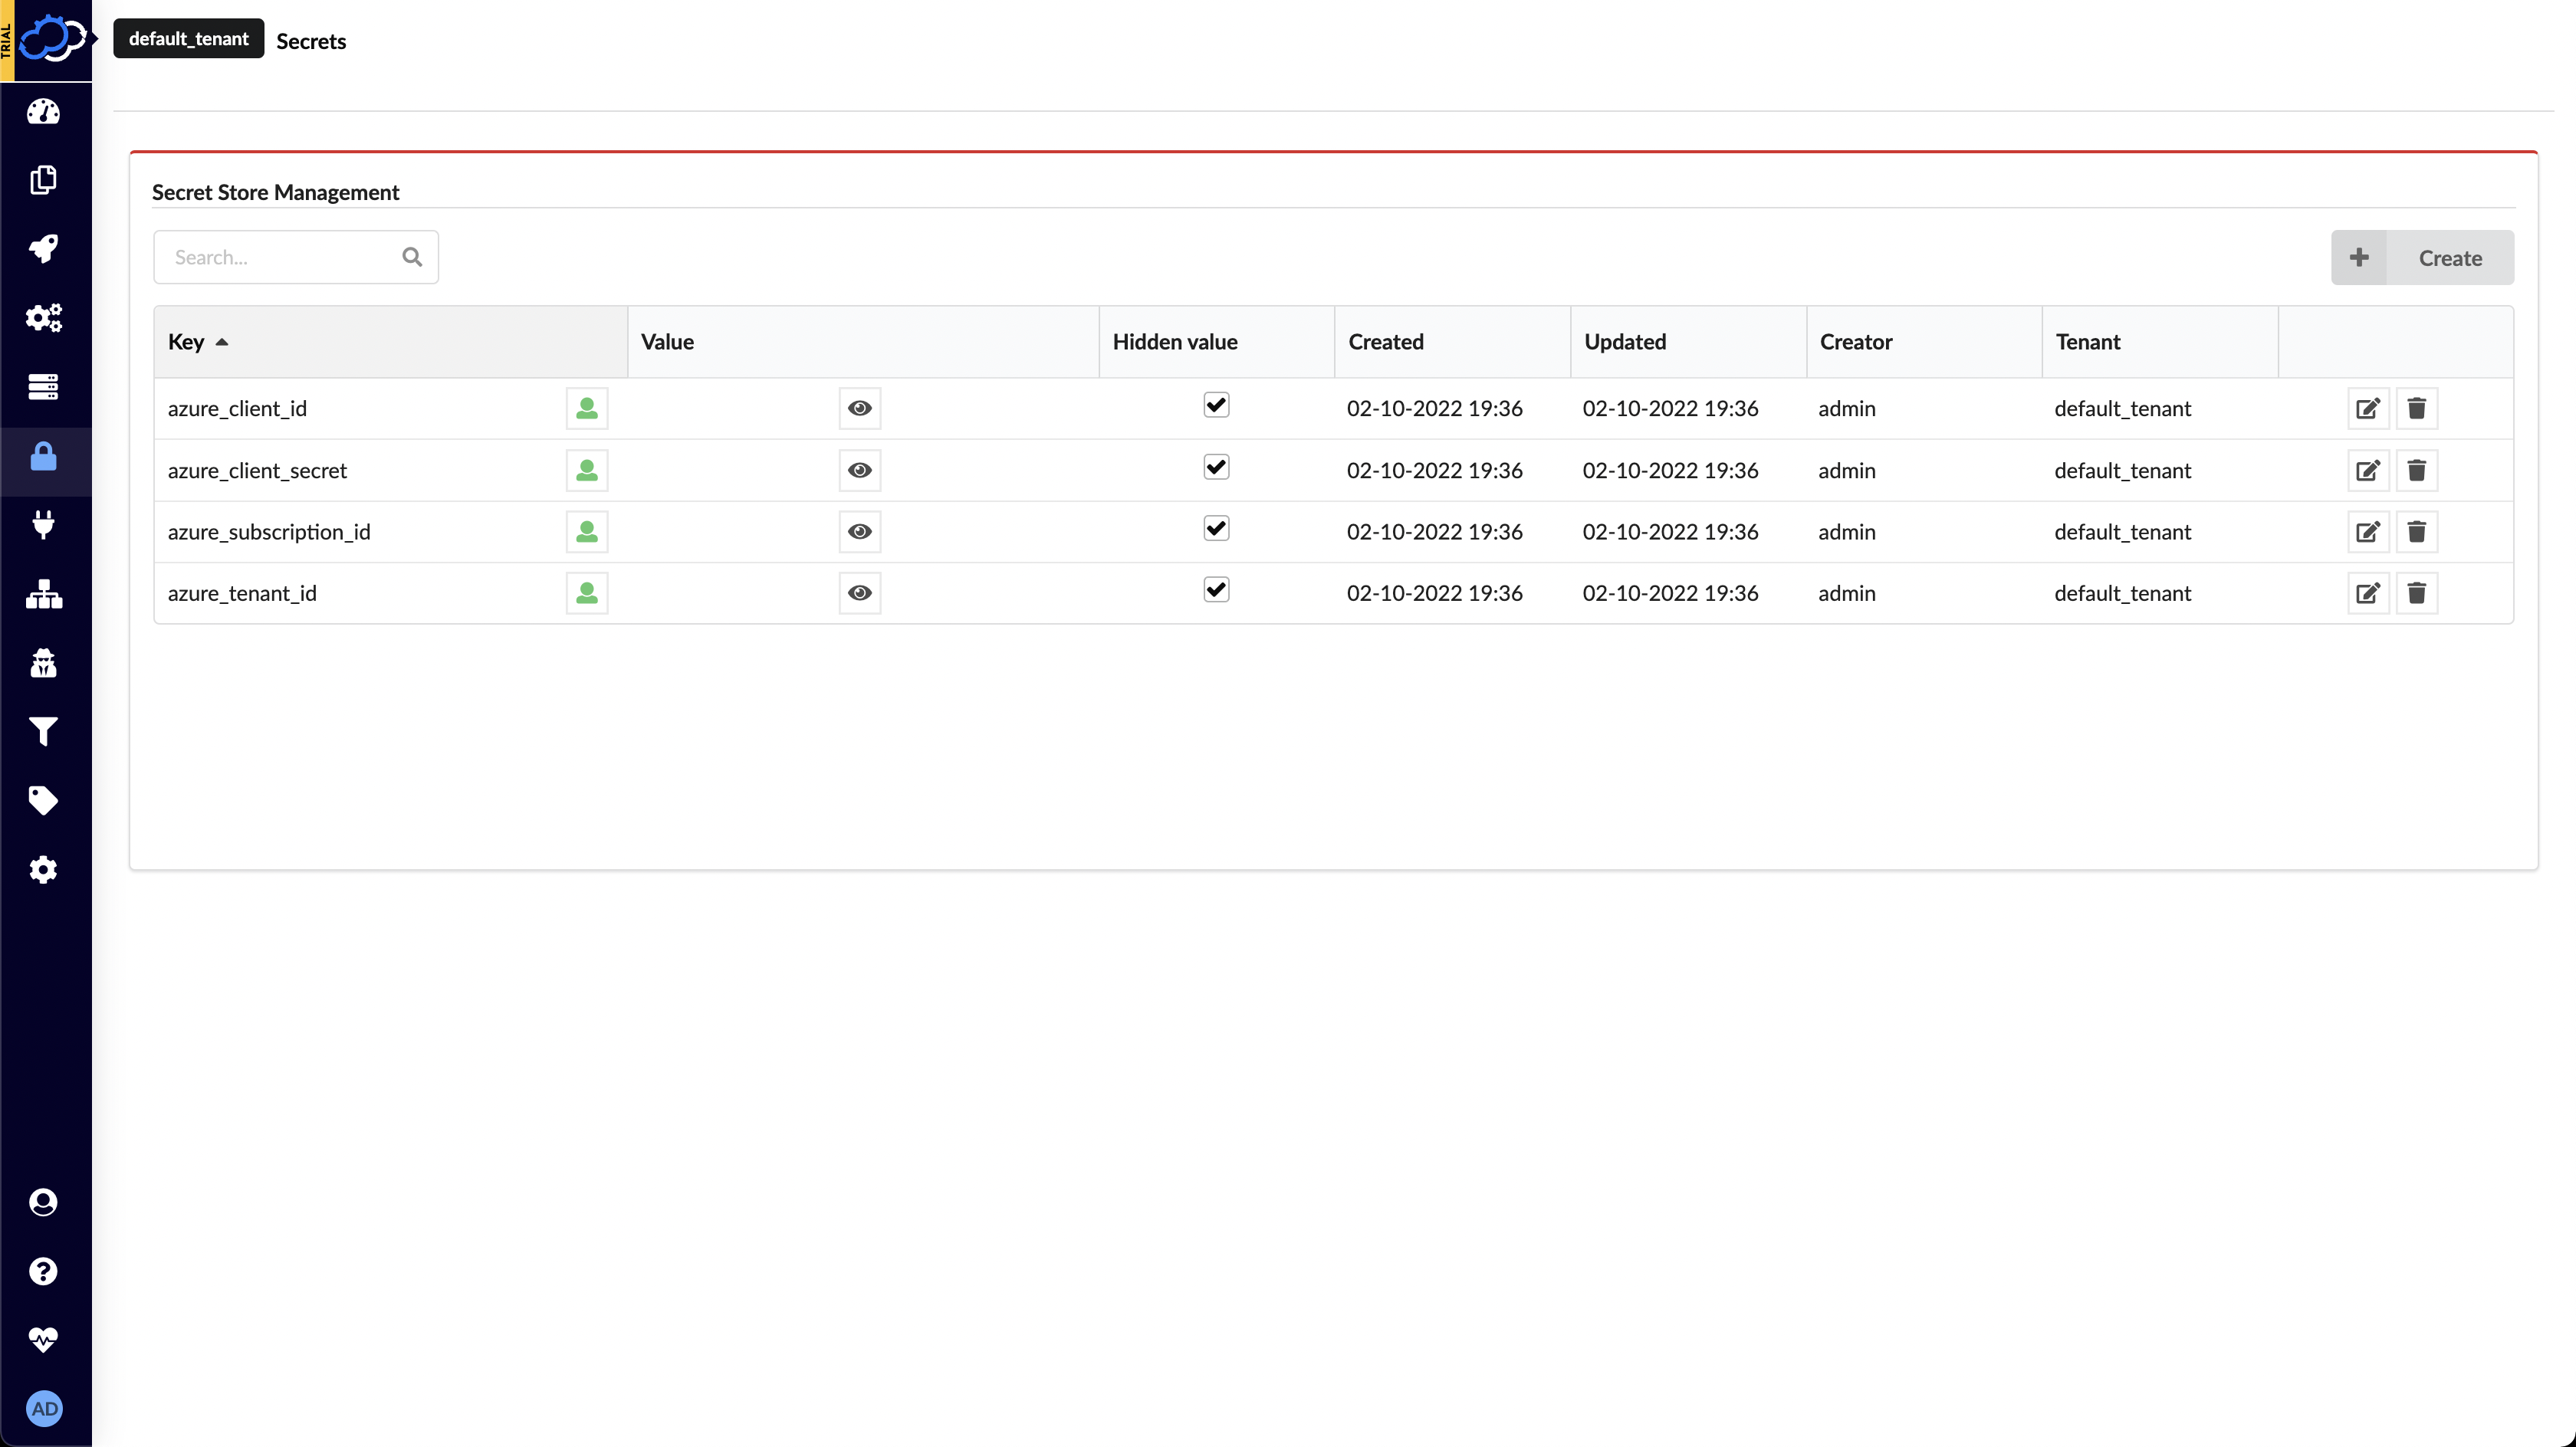 TRIAL
default_tenant Secrets
Secret Store Management
Search...
Create
Key Value Hidden value Created Updated Creator Tenant
azure_client_id 02-10-2022 19:36 02-10-2022 19:36 admin default_tenant
azure_client_secret 02-10-2022 19:36 02-10-2022 19:36 admin default_tenant
azure_subscription_id 02-10-2022 19:36 02-10-2022 19:36 admin default_tenant
azure_tenant_id 02-10-2022 19:36 02-10-2022 19:36 admin default_tenant
AD